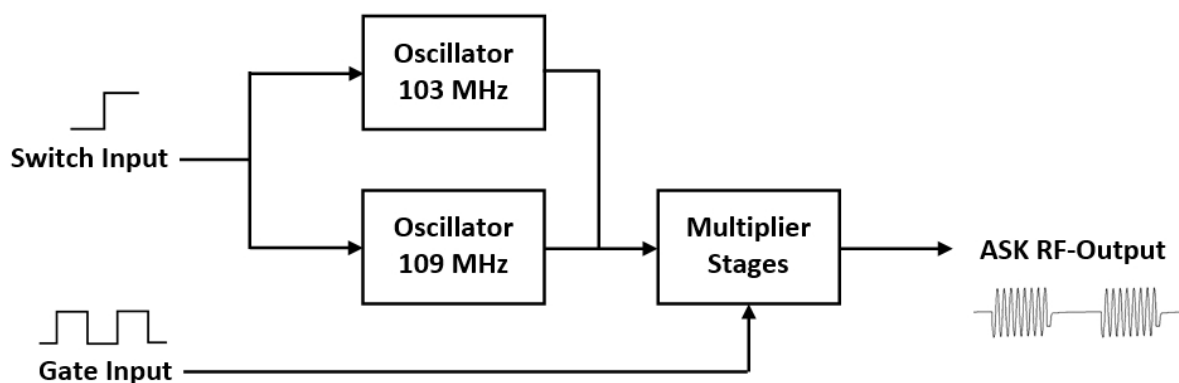 Oscillator
103 MHz
Switch Input
Oscillator
109 MHz
Multiplier
Stages
ASK RF-Output
Gate Input